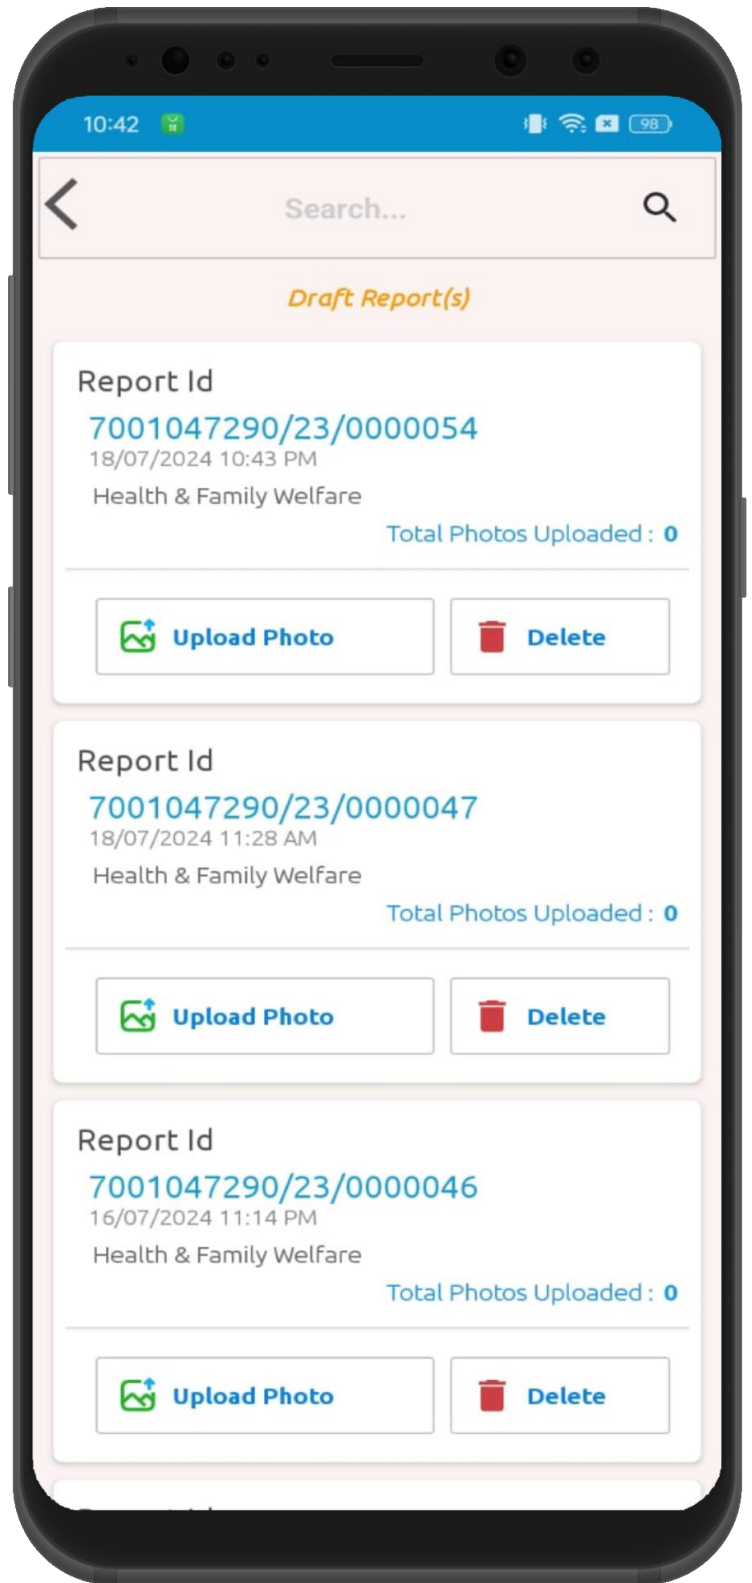 10:42
98
Search...
Draft Report(s)
Report Id
7001047290/23/0000054
18/07/2024 10:43 PM
Health & Family Welfare
Total Photos Uploaded : 0
Upload Photo
Delete
Report Id
7001047290/23/0000047
18/07/2024 11:28 AM
Health & Family Welfare
Total Photos Uploaded : 0
Upload Photo
Delete
Report Id
7001047290/23/0000046
16/07/2024 11:14 PM
Health & Family Welfare
Total Photos Uploaded : 0
Upload Photo
Delete